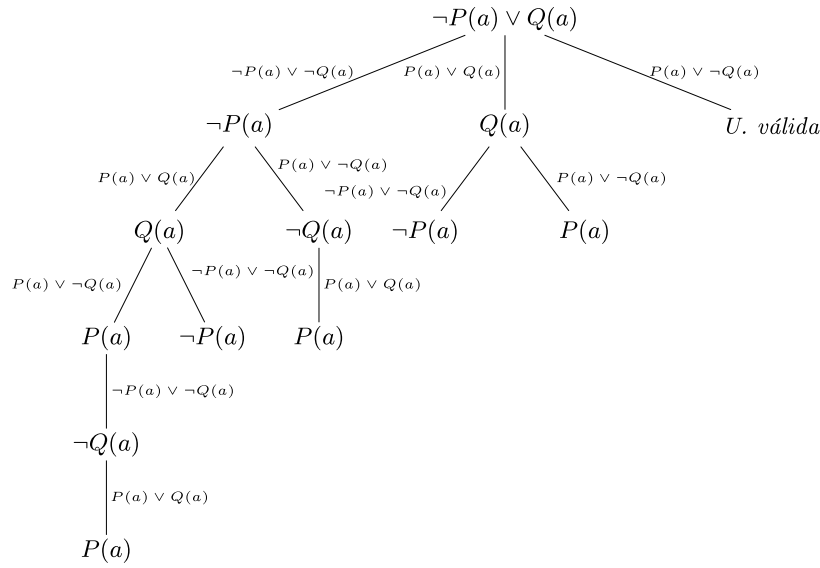 ¬P(a) ∨ Q(a)
¬P(a) ∨ ¬Q(a) P(a) ∨ Q(a) P(a) ∨ ¬Q(a)
¬P(a) Q(a) U. válida
P(a) ∨ Q(a) P(a) ∨ ¬Q(a) ¬P(a) ∨ ¬Q(a) P(a) ∨ ¬Q(a)
Q(a) ¬Q(a) ¬P(a) P(a)
P(a) ∨ ¬Q(a) ¬P(a) ∨ ¬Q(a) P(a) ∨ Q(a)
P(a) ¬P(a) P(a)
¬P(a) ∨ ¬Q(a)
¬Q(a)
P(a) ∨ Q(a)
P(a)